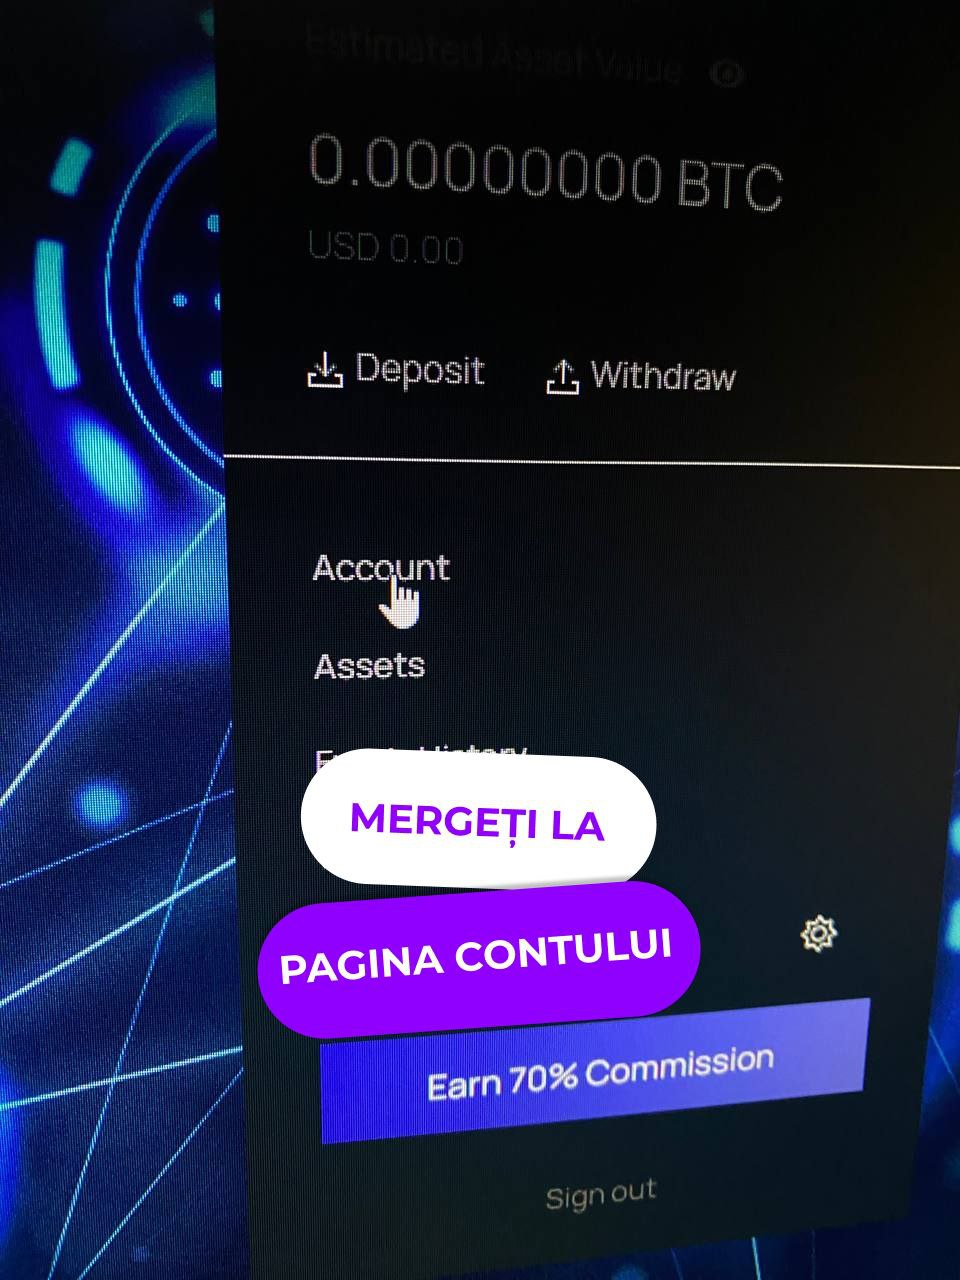 Estimated Asset Value
0.00000000 BTC
USD 0.00
Deposit
Withdraw
Account
Assets
History
MERGEȚI LA
PAGINA CONTULUI
Earn 70% Commission
Sign out